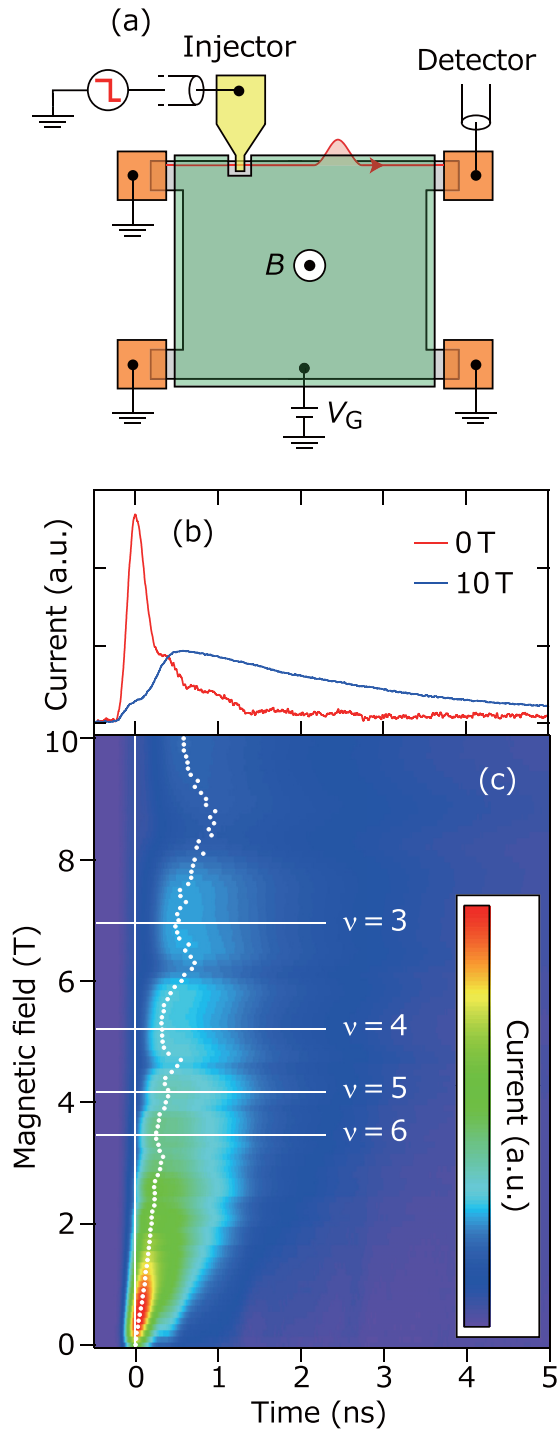 (a)
Injector
Detector
B
V_G
(b)
0 T
10 T
Current (a.u.)
(c)
10
8
6
4
2
0
ν = 3
ν = 4
ν = 5
ν = 6
Magnetic field (T)
Current (a.u.)
0 1 2 3 4 5
Time (ns)